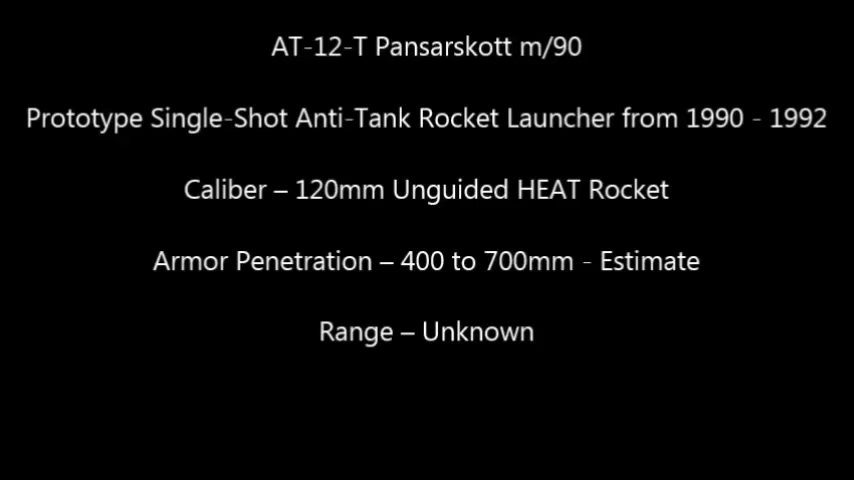 AT-12-T Pansarskott m/90
Prototype Single-Shot Anti-Tank Rocket Launcher from 1990 - 1992
Caliber – 120mm Unguided HEAT Rocket
Armor Penetration – 400 to 700mm - Estimate
Range – Unknown